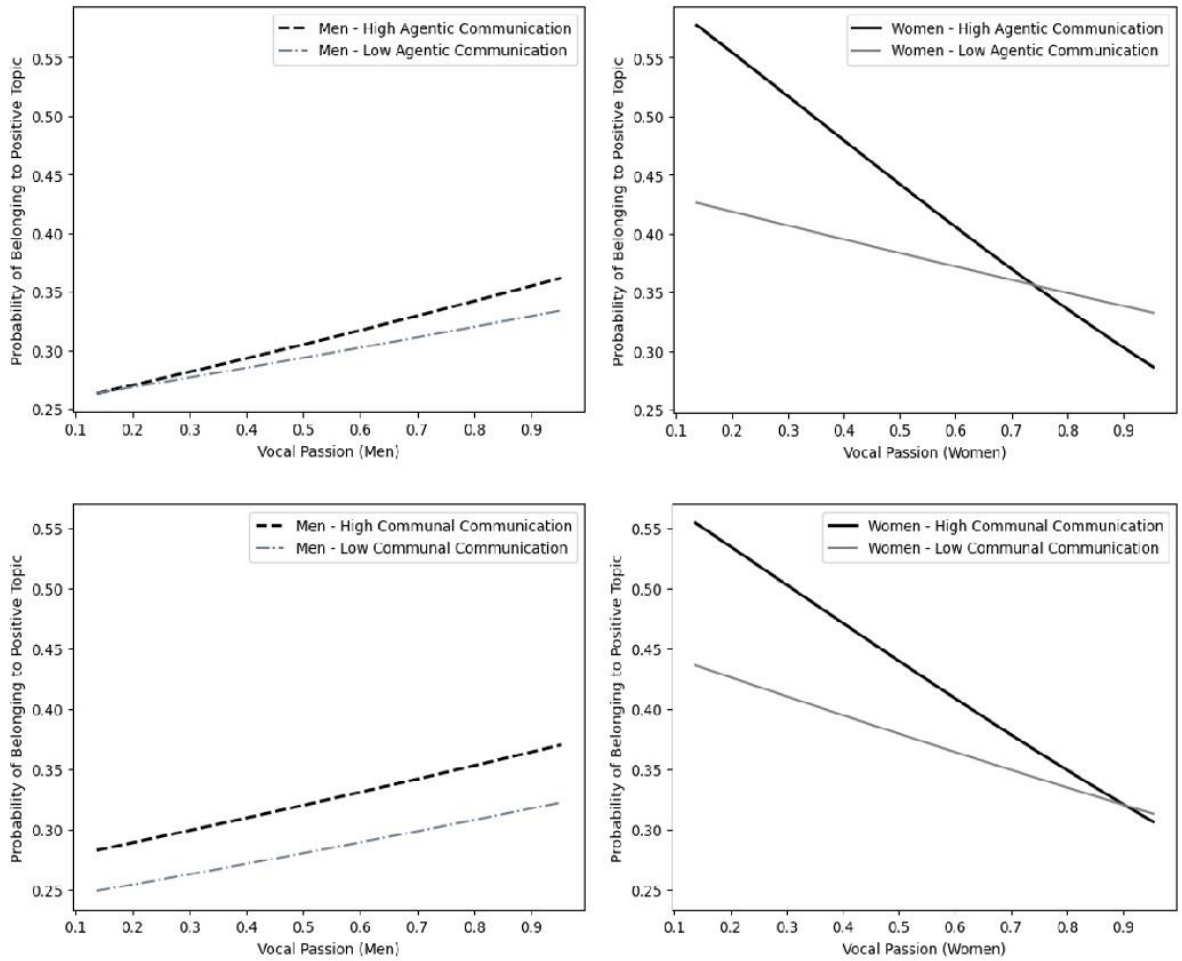 Probability of Belonging to Positive Topic
0.55
0.50
0.45
0.40
0.35
0.30
0.25
Men - High Agentic Communication
Men - Low Agentic Communication
0.1 0.2 0.3 0.4 0.5 0.6 0.7 0.8 0.9
Vocal Passion (Men)
Probability of Belonging to Positive Topic
0.55
0.50
0.45
0.40
0.35
0.30
0.25
Women - High Agentic Communication
Women - Low Agentic Communication
0.1 0.2 0.3 0.4 0.5 0.6 0.7 0.8 0.9
Vocal Passion (Women)
Probability of Belonging to Positive Topic
0.55
0.50
0.45
0.40
0.35
0.30
0.25
Men - High Communal Communication
Men - Low Communal Communication
0.1 0.2 0.3 0.4 0.5 0.6 0.7 0.8 0.9
Vocal Passion (Men)
Probability of Belonging to Positive Topic
0.55
0.50
0.45
0.40
0.35
0.30
0.25
Women - High Communal Communication
Women - Low Communal Communication
0.1 0.2 0.3 0.4 0.5 0.6 0.7 0.8 0.9
Vocal Passion (Women)